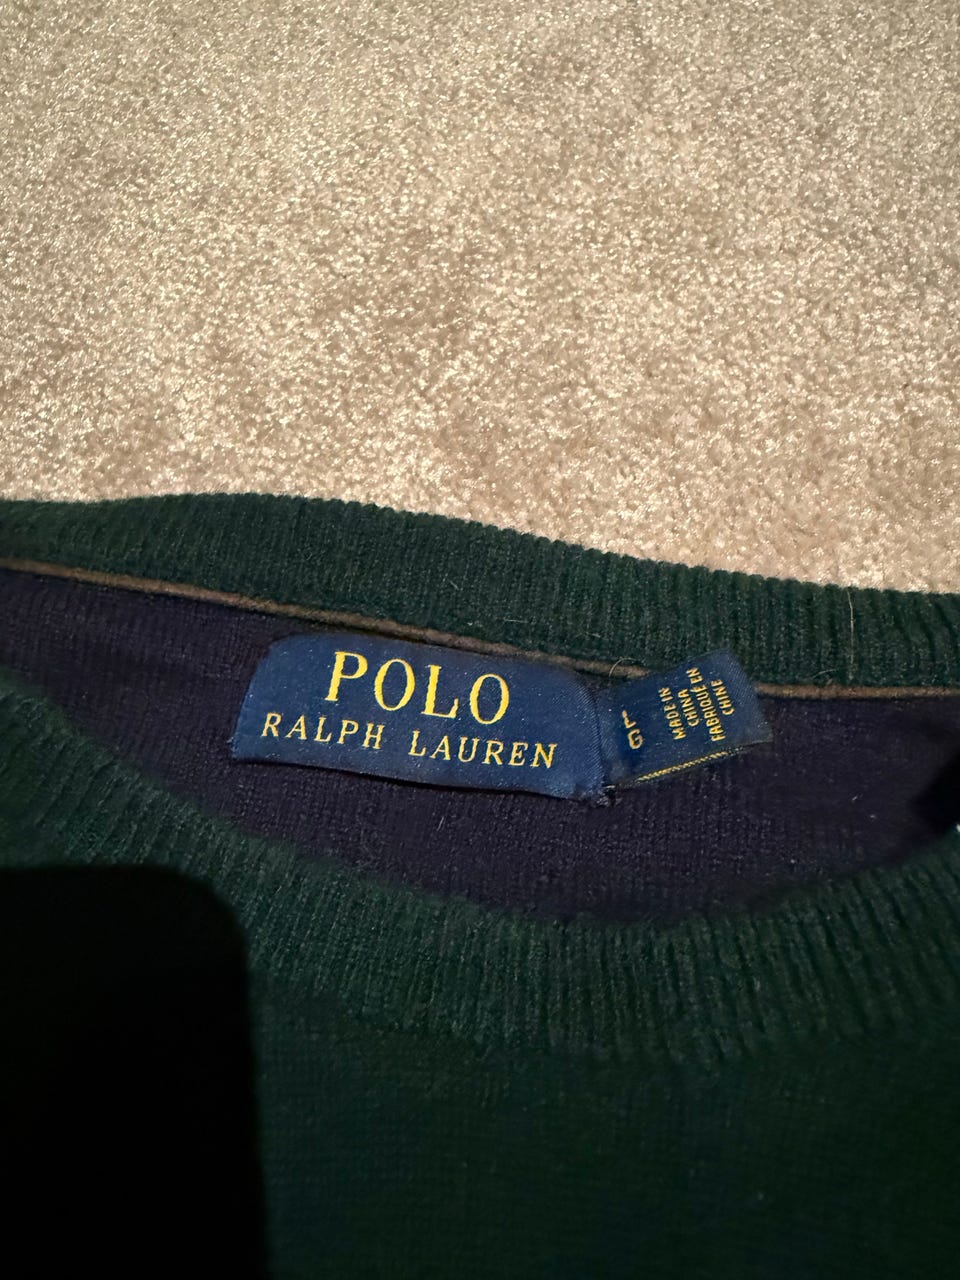 POLO
RALPH LAUREN
MADE IN
CHINA
FABRIQUÉ EN
CHINE